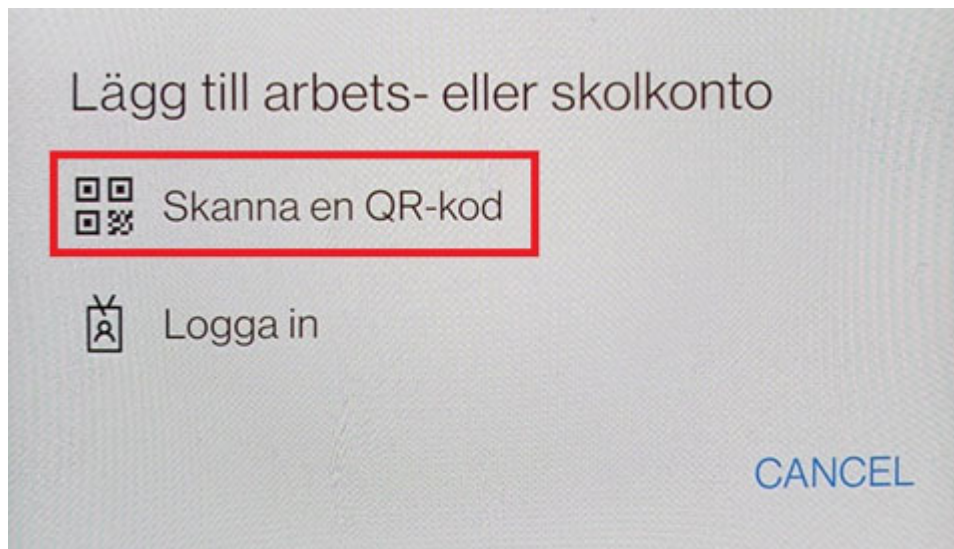 Lägg till arbets- eller skolkonto
Skanna en QR-kod
Logga in
CANCEL